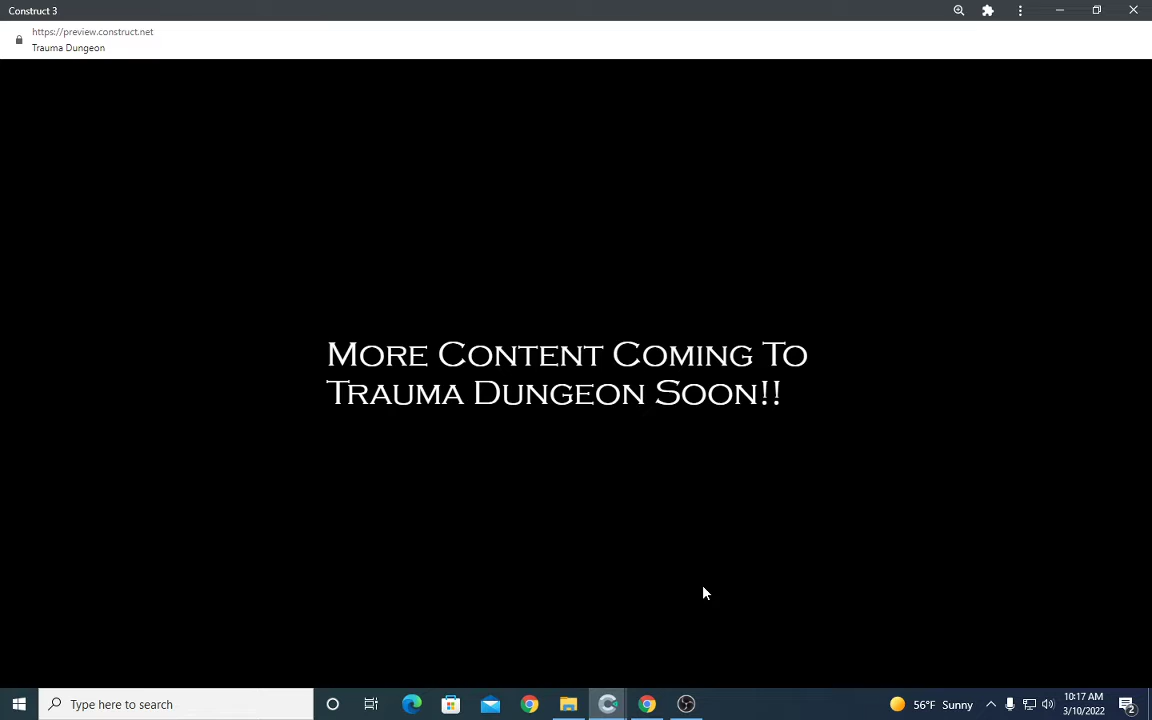 Construct 3
https://preview.construct.net
Trauma Dungeon
More Content Coming To
Trauma Dungeon Soon!!
Type here to search
56°F Sunny
10:17 AM
3/10/2022
2